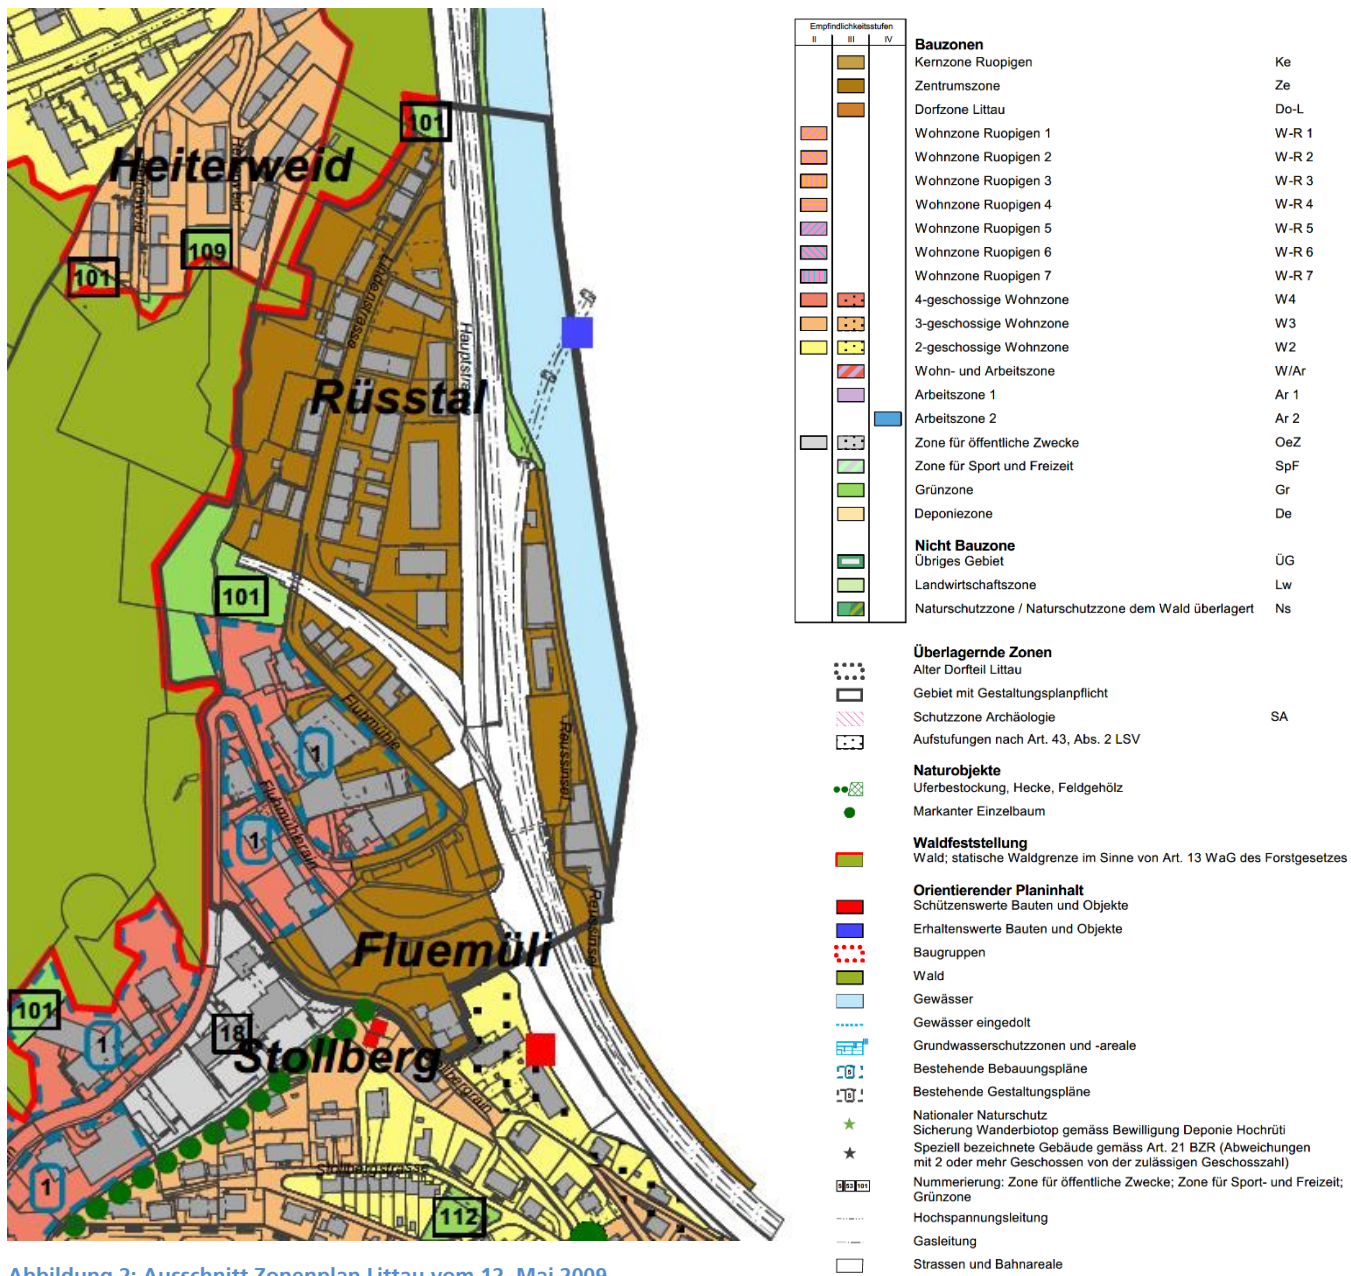 101
Heiterweid
Heiterweid
Heiterweid
109
101
Lindenstrasse
Hauptstrasse
Rüsstal
101
Fluhmühle
1
Reussinsel
Fluhmühlerain
1
Reussinsel
Fluemüli
101
18
1
Stollberg
Stollbergrain
Stollbergstrasse
1
112
Empfindlichkeitsstufen
II III IV
Bauzonen
Kernzone Ruopigen Ke
Zentrumszone Ze
Dorfzone Littau Do-L
Wohnzone Ruopigen 1 W-R 1
Wohnzone Ruopigen 2 W-R 2
Wohnzone Ruopigen 3 W-R 3
Wohnzone Ruopigen 4 W-R 4
Wohnzone Ruopigen 5 W-R 5
Wohnzone Ruopigen 6 W-R 6
Wohnzone Ruopigen 7 W-R 7
4-geschossige Wohnzone W4
3-geschossige Wohnzone W3
2-geschossige Wohnzone W2
Wohn- und Arbeitszone W/Ar
Arbeitszone 1 Ar 1
Arbeitszone 2 Ar 2
Zone für öffentliche Zwecke OeZ
Zone für Sport und Freizeit SpF
Grünzone Gr
Deponiezone De
Nicht Bauzone
Übriges Gebiet ÜG
Landwirtschaftszone Lw
Naturschutzzone / Naturschutzzone dem Wald überlagert Ns
Überlagernde Zonen
Alter Dorfteil Littau
Gebiet mit Gestaltungsplanpflicht
Schutzzone Archäologie SA
Aufstufungen nach Art. 43, Abs. 2 LSV
Naturobjekte
Uferbestockung, Hecke, Feldgehölz
Markanter Einzelbaum
Waldfeststellung
Wald; statische Waldgrenze im Sinne von Art. 13 WaG des Forstgesetzes
Orientierender Planinhalt
Schützenswerte Bauten und Objekte
Erhaltenswerte Bauten und Objekte
Baugruppen
Wald
Gewässer
Gewässer eingedolt
Grundwasserschutzzonen und -areale
Bestehende Bebauungspläne
Bestehende Gestaltungspläne
Nationaler Naturschutz
Sicherung Wanderbiotop gemäss Bewilligung Deponie Hochrüti
Speziell bezeichnete Gebäude gemäss Art. 21 BZR (Abweichungen
mit 2 oder mehr Geschossen von der zulässigen Geschosszahl)
Nummerierung: Zone für öffentliche Zwecke; Zone für Sport- und Freizeit;
Grünzone
Hochspannungsleitung
Gasleitung
Strassen und Bahnareale
Abbildung 2: Ausschnitt Zonenplan Littau vom 12. Mai 2009